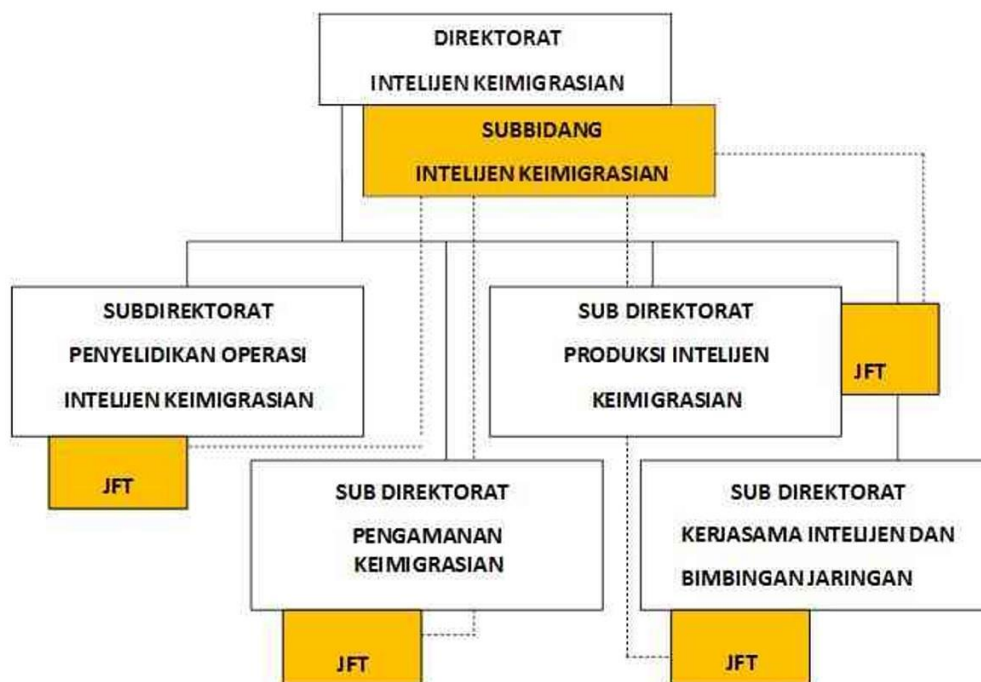 DIREKTORAT
INTELIJEN KEIMIGRASIAN
SUBBIDANG
INTELIJEN KEIMIGRASIAN
SUBDIREKTORAT
PENYELIDIKAN OPERASI
INTELIJEN KEIMIGRASIAN
JFT
SUB DIREKTORAT
PRODUKSI INTELIJEN
KEIMIGRASIAN
JFT
SUB DIREKTORAT
PENGAMANAN
KEIMIGRASIAN
JFT
SUB DIREKTORAT
KERJASAMA INTELIJEN DAN
BIMBINGAN JARINGAN
JFT